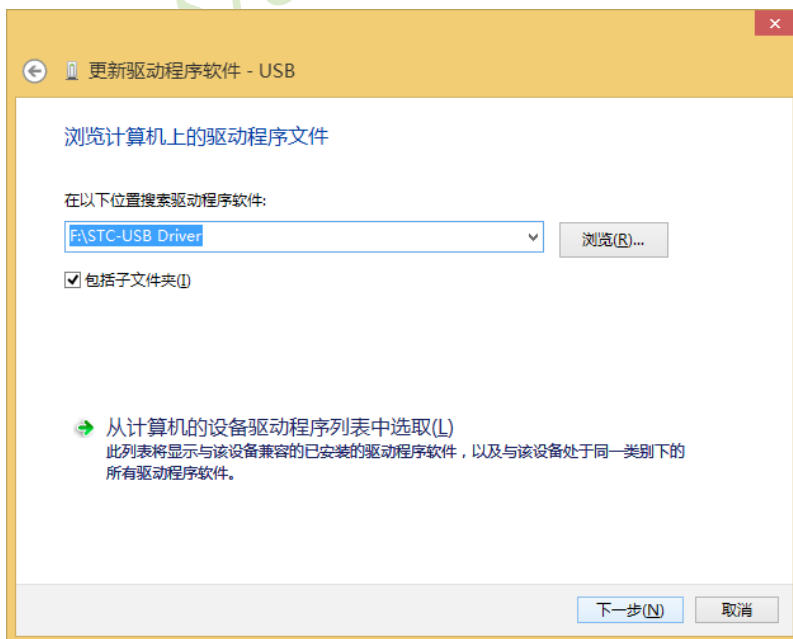 更新驱动程序软件 - USB
浏览计算机上的驱动程序文件
在以下位置搜索驱动程序软件:
F:\STC-USB Driver
浏览(R)...
包括子文件夹(I)
从计算机的设备驱动程序列表中选取(L)
此列表将显示与该设备兼容的已安装的驱动程序软件，以及与该设备处于同一类别下的
所有驱动程序软件。
下一步(N)
取消